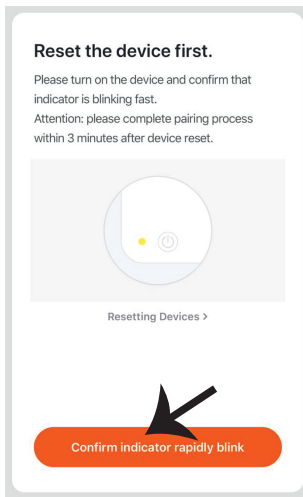 Reset the device first.
Please turn on the device and confirm that
indicator is blinking fast.
Attention: please complete pairing process
within 3 minutes after device reset.
Resetting Devices >
Confirm indicator rapidly blink